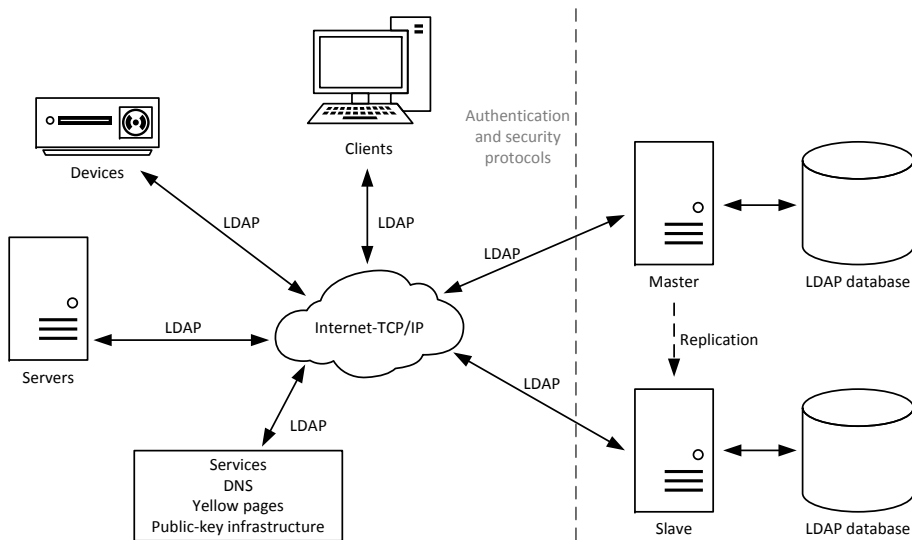 Authentication
and security
protocols
Clients
Devices
LDAP
LDAP
LDAP
Master
LDAP database
Internet-TCP/IP
LDAP
Replication
Servers
LDAP
LDAP
Services
DNS
Yellow pages
Public-key infrastructure
Slave
LDAP database